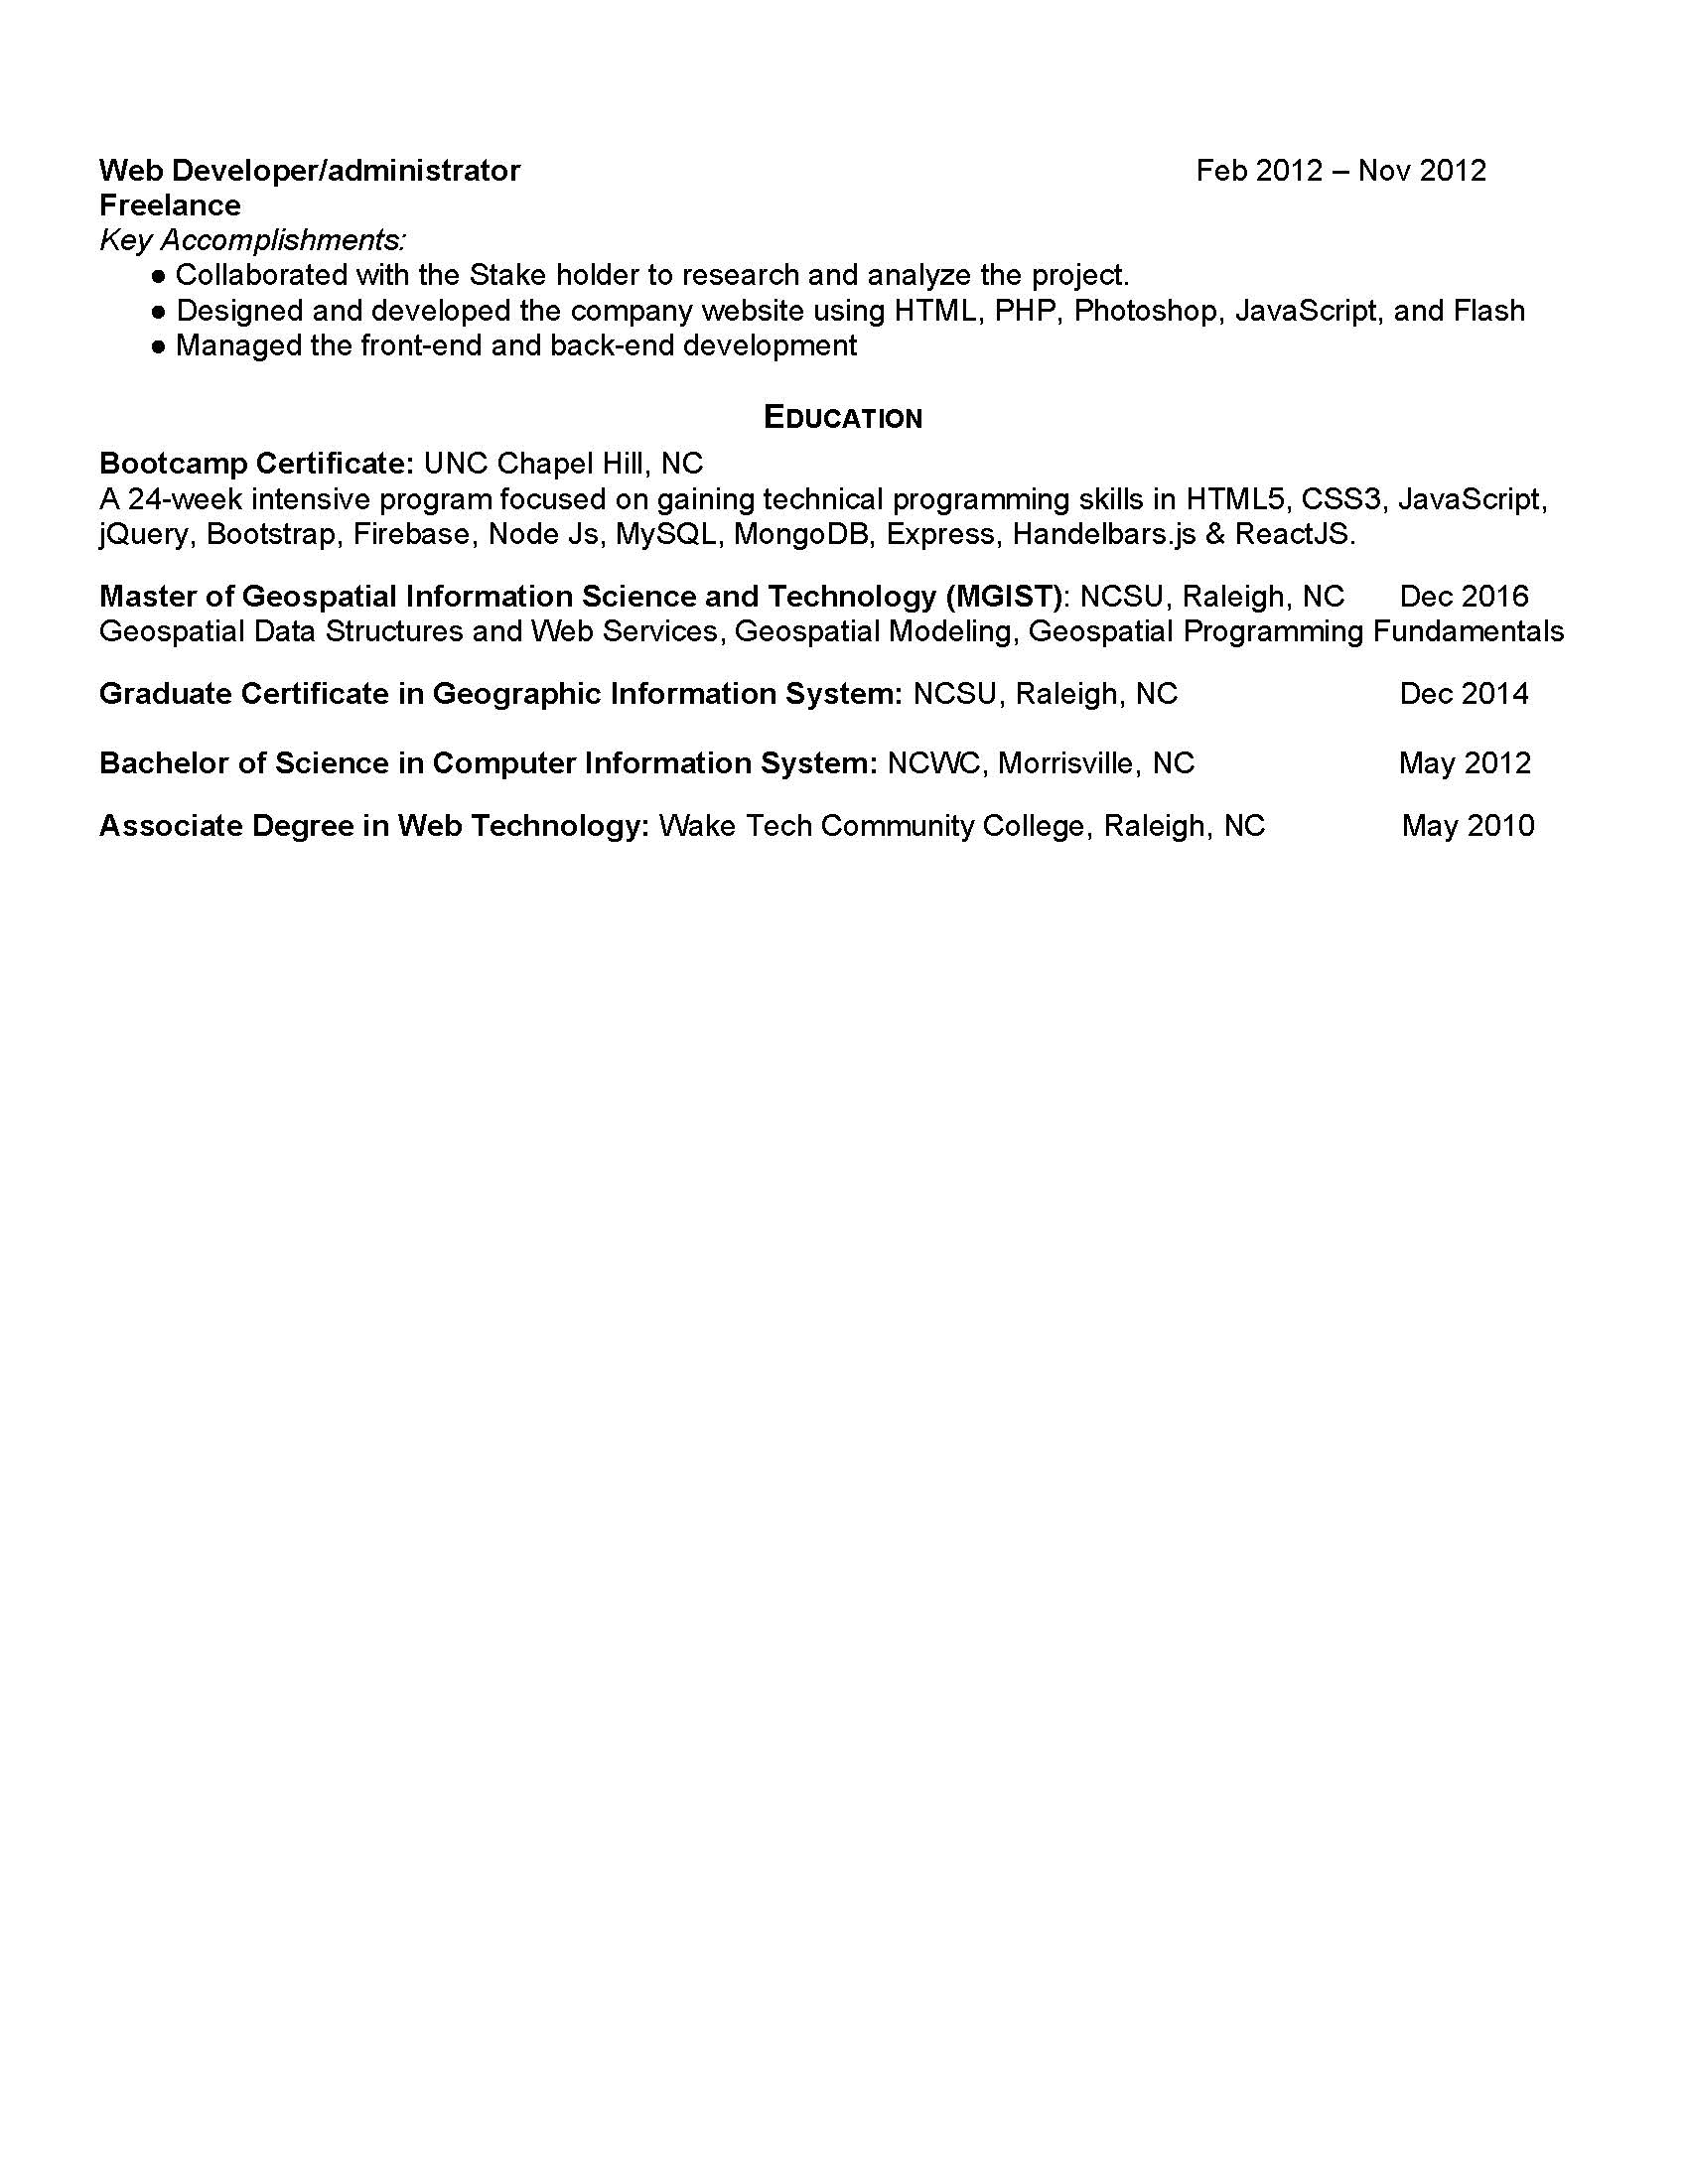 Web Developer/administrator Feb 2012 – Nov 2012
Freelance
Key Accomplishments:
● Collaborated with the Stake holder to research and analyze the project.
● Designed and developed the company website using HTML, PHP, Photoshop, JavaScript, and Flash
● Managed the front-end and back-end development
EDUCATION
Bootcamp Certificate: UNC Chapel Hill, NC
A 24-week intensive program focused on gaining technical programming skills in HTML5, CSS3, JavaScript,
jQuery, Bootstrap, Firebase, Node Js, MySQL, MongoDB, Express, Handelbars.js & ReactJS.
Master of Geospatial Information Science and Technology (MGIST): NCSU, Raleigh, NC Dec 2016
Geospatial Data Structures and Web Services, Geospatial Modeling, Geospatial Programming Fundamentals
Graduate Certificate in Geographic Information System: NCSU, Raleigh, NC Dec 2014
Bachelor of Science in Computer Information System: NCWC, Morrisville, NC May 2012
Associate Degree in Web Technology: Wake Tech Community College, Raleigh, NC May 2010